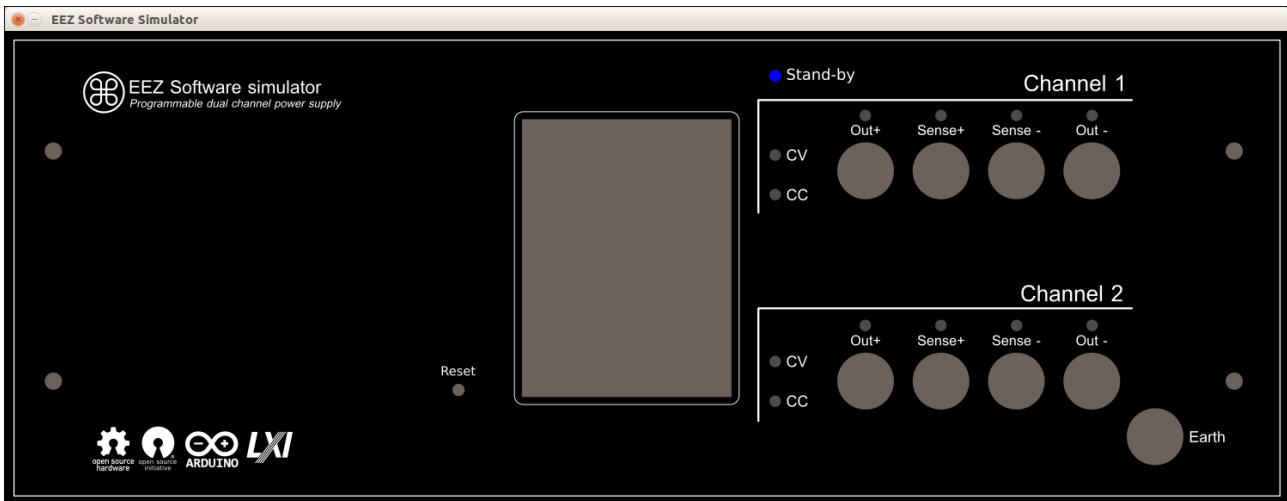 EEZ Software Simulator
EEZ Software simulator
Programmable dual channel power supply
Stand-by
Channel 1
Out+ Sense+ Sense - Out -
CV
CC
Channel 2
Out+ Sense+ Sense - Out -
CV
CC
Reset
Earth
open source
hardware
open source
initiative
ARDUINO
LXI